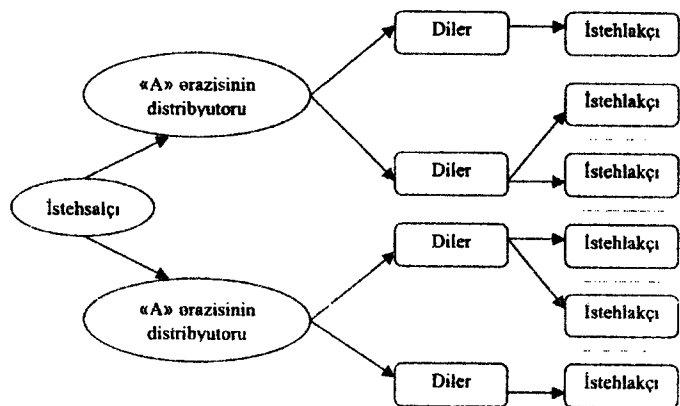 Diler
İstehlakçı
«A» ərazisinin
distribyutoru
İstehlakçı
Diler
İstehlakçı
İstehsalçı
Diler
İstehlakçı
«A» ərazisinin
distribyutoru
İstehlakçı
Diler
İstehlakçı